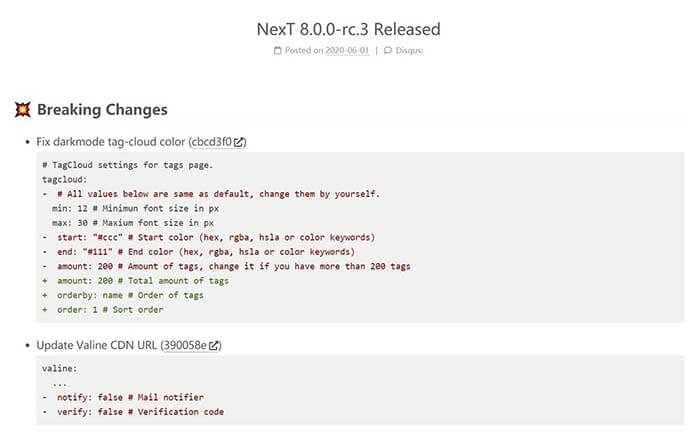 NexT 8.0.0-rc.3 Released
Posted on 2020-06-01 | Disqus:
💥 Breaking Changes
• Fix darkmode tag-cloud color (cbcd3f0)
# TagCloud settings for tags page.
tagcloud:
-  # All values below are same as default, change them by yourself.
  min: 12 # Minimun font size in px
  max: 30 # Maxium font size in px
-  start: "#ccc" # Start color (hex, rgba, hsla or color keywords)
-  end: "#111" # End color (hex, rgba, hsla or color keywords)
-  amount: 200 # Amount of tags, change it if you have more than 200 tags
+  amount: 200 # Total amount of tags
+  orderby: name # Order of tags
+  order: 1 # Sort order
• Update Valine CDN URL (390058e)
valine:
  ...
-  notify: false # Mail notifier
-  verify: false # Verification code